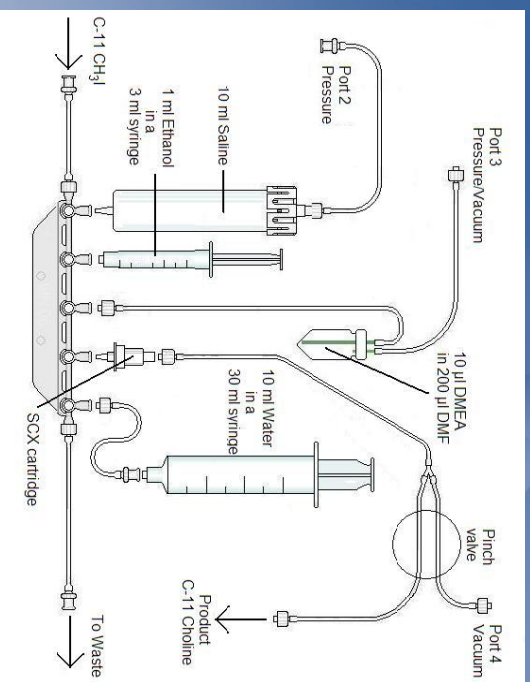 C-11 CH3I
10 ml Saline
1 ml Ethanol
in a
3 ml syringe
Port 2
Pressure
Port 3
Pressure/Vacuum
10 µl DMEA
in 200 µl DMF
SCX cartridge
10 ml Water
in a
30 ml syringe
Pinch
valve
Port 4
Vacuum
Product
C-11 Choline
To Waste